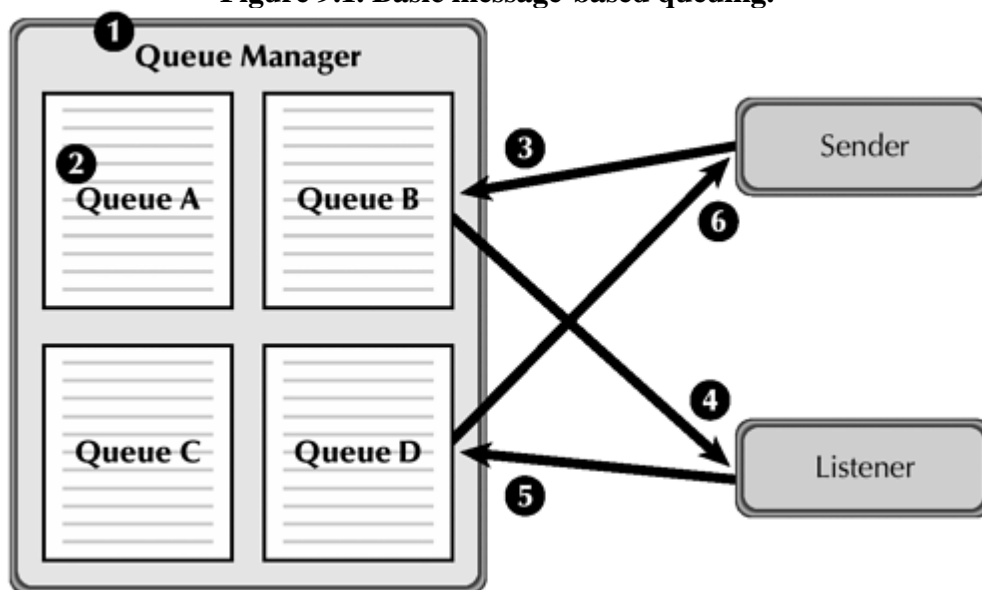 Figure 9.1. Basic message-based queuing.
1
Queue Manager
2
Queue A
Queue B
3
Sender
6
Queue C
Queue D
4
5
Listener